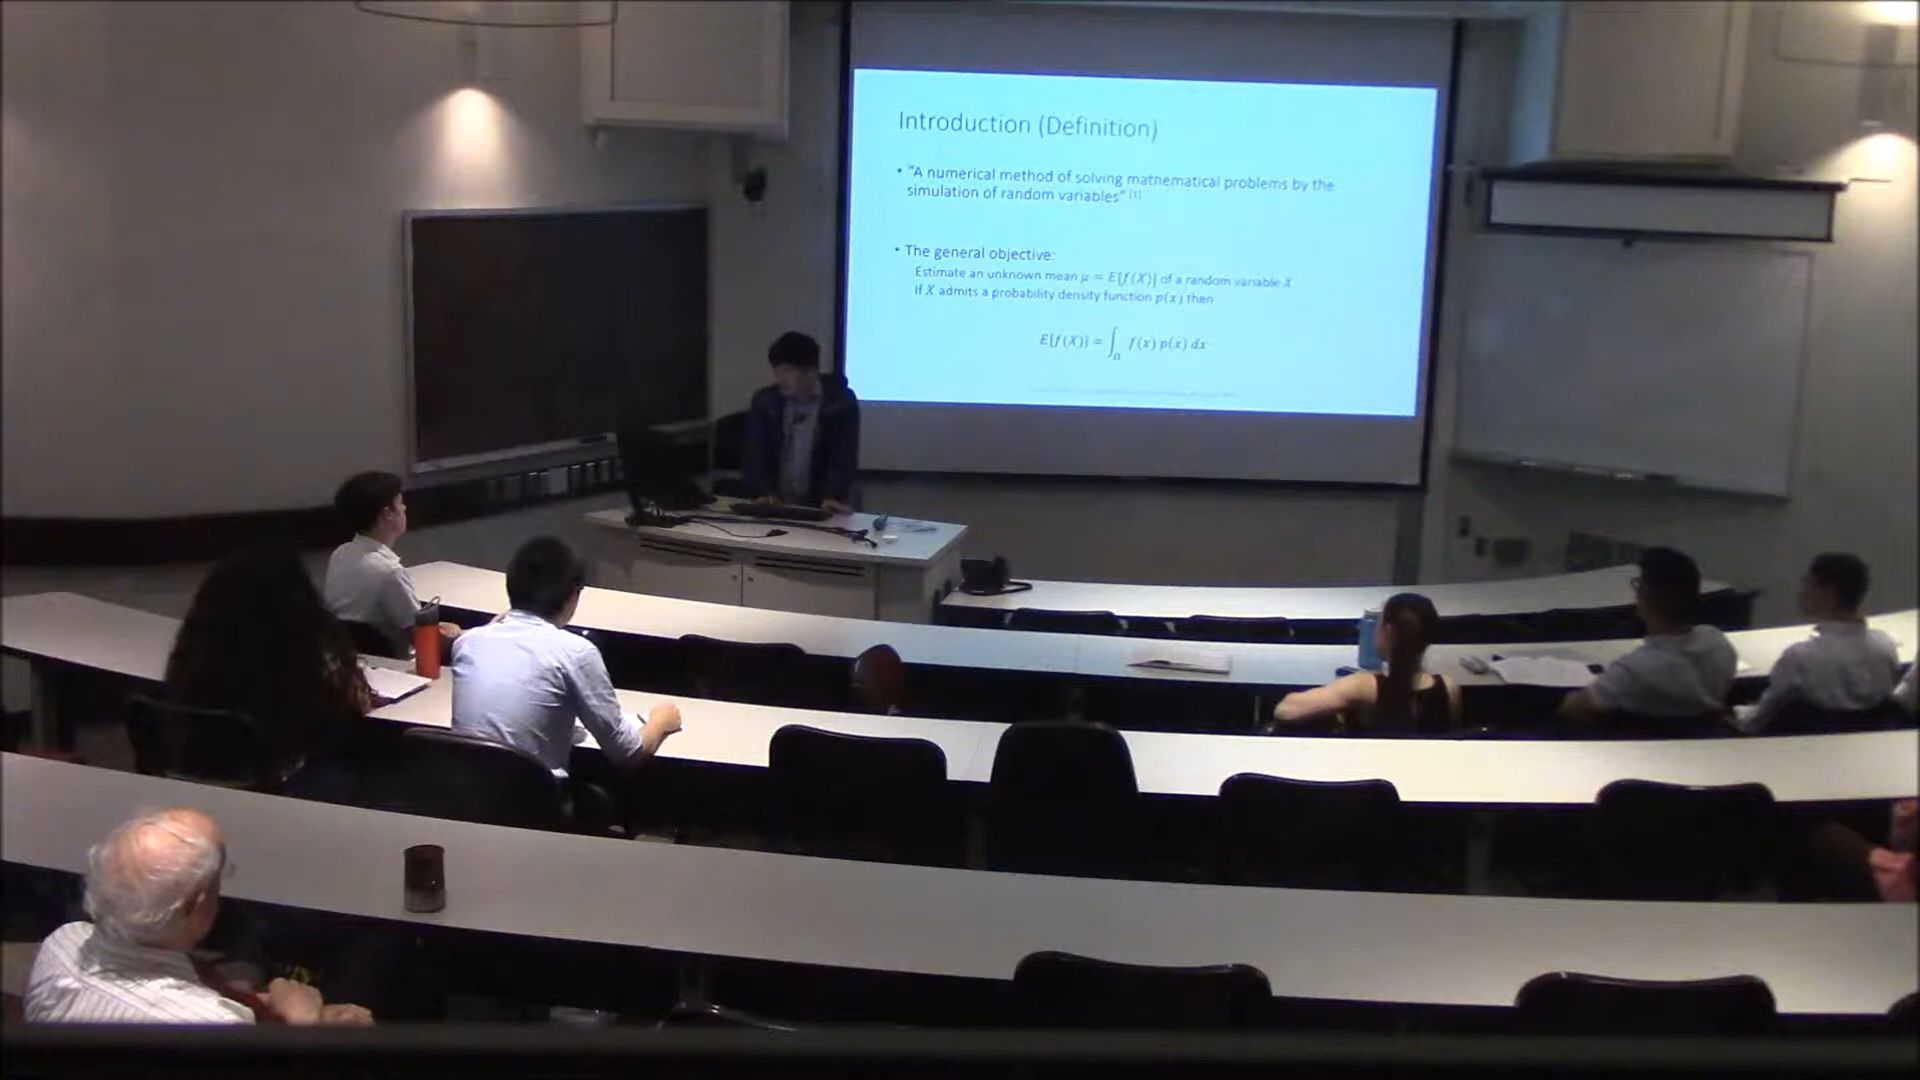 Introduction (Definition)
• "A numerical method of solving mathematical problems by the
simulation of random variables" [1]
• The general objective:
Estimate an unknown mean μ = E[f(X)] of a random variable X
If X admits a probability density function p(x) then
E[f(X)] = ∫_Ω f(x) p(x) dx